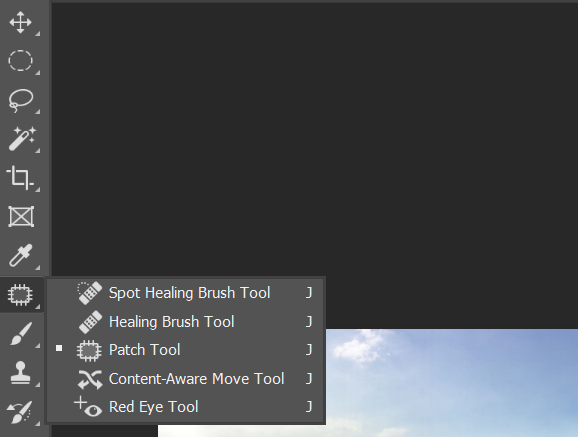 Spot Healing Brush Tool J
Healing Brush Tool J
Patch Tool J
Content-Aware Move Tool J
Red Eye Tool J